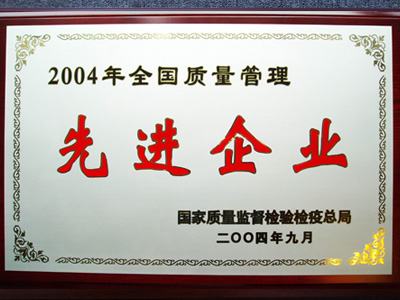 2004年全国质量管理
先进企业
国家质量监督检验检疫总局
二〇〇四年九月